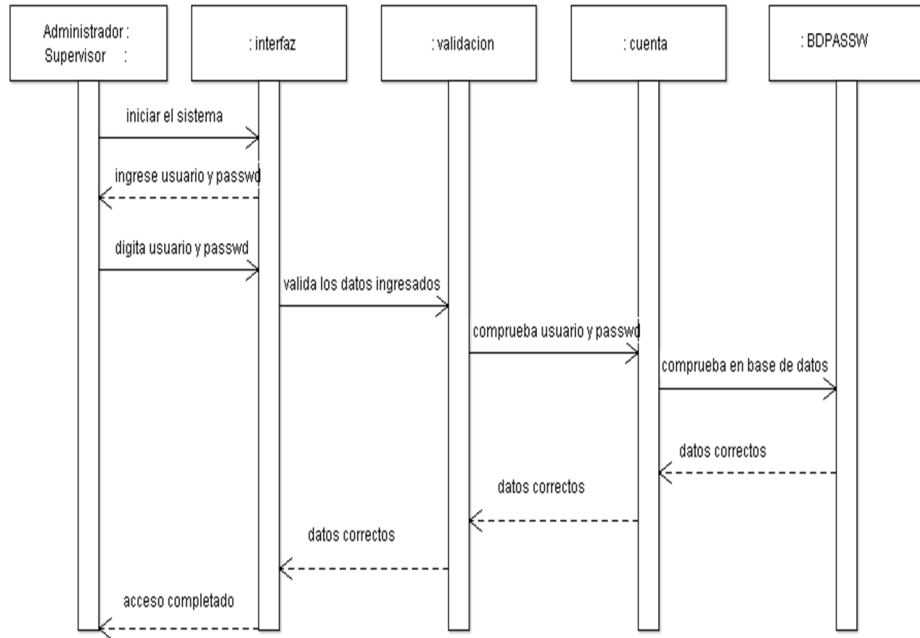 Administrador :
Supervisor :
: interfaz
: validacion
: cuenta
: BDPASSW
iniciar el sistema
ingrese usuario y passwd
digita usuario y passwd
valida los datos ingresados
comprueba usuario y passwd
comprueba en base de datos
datos correctos
datos correctos
datos correctos
acceso completado